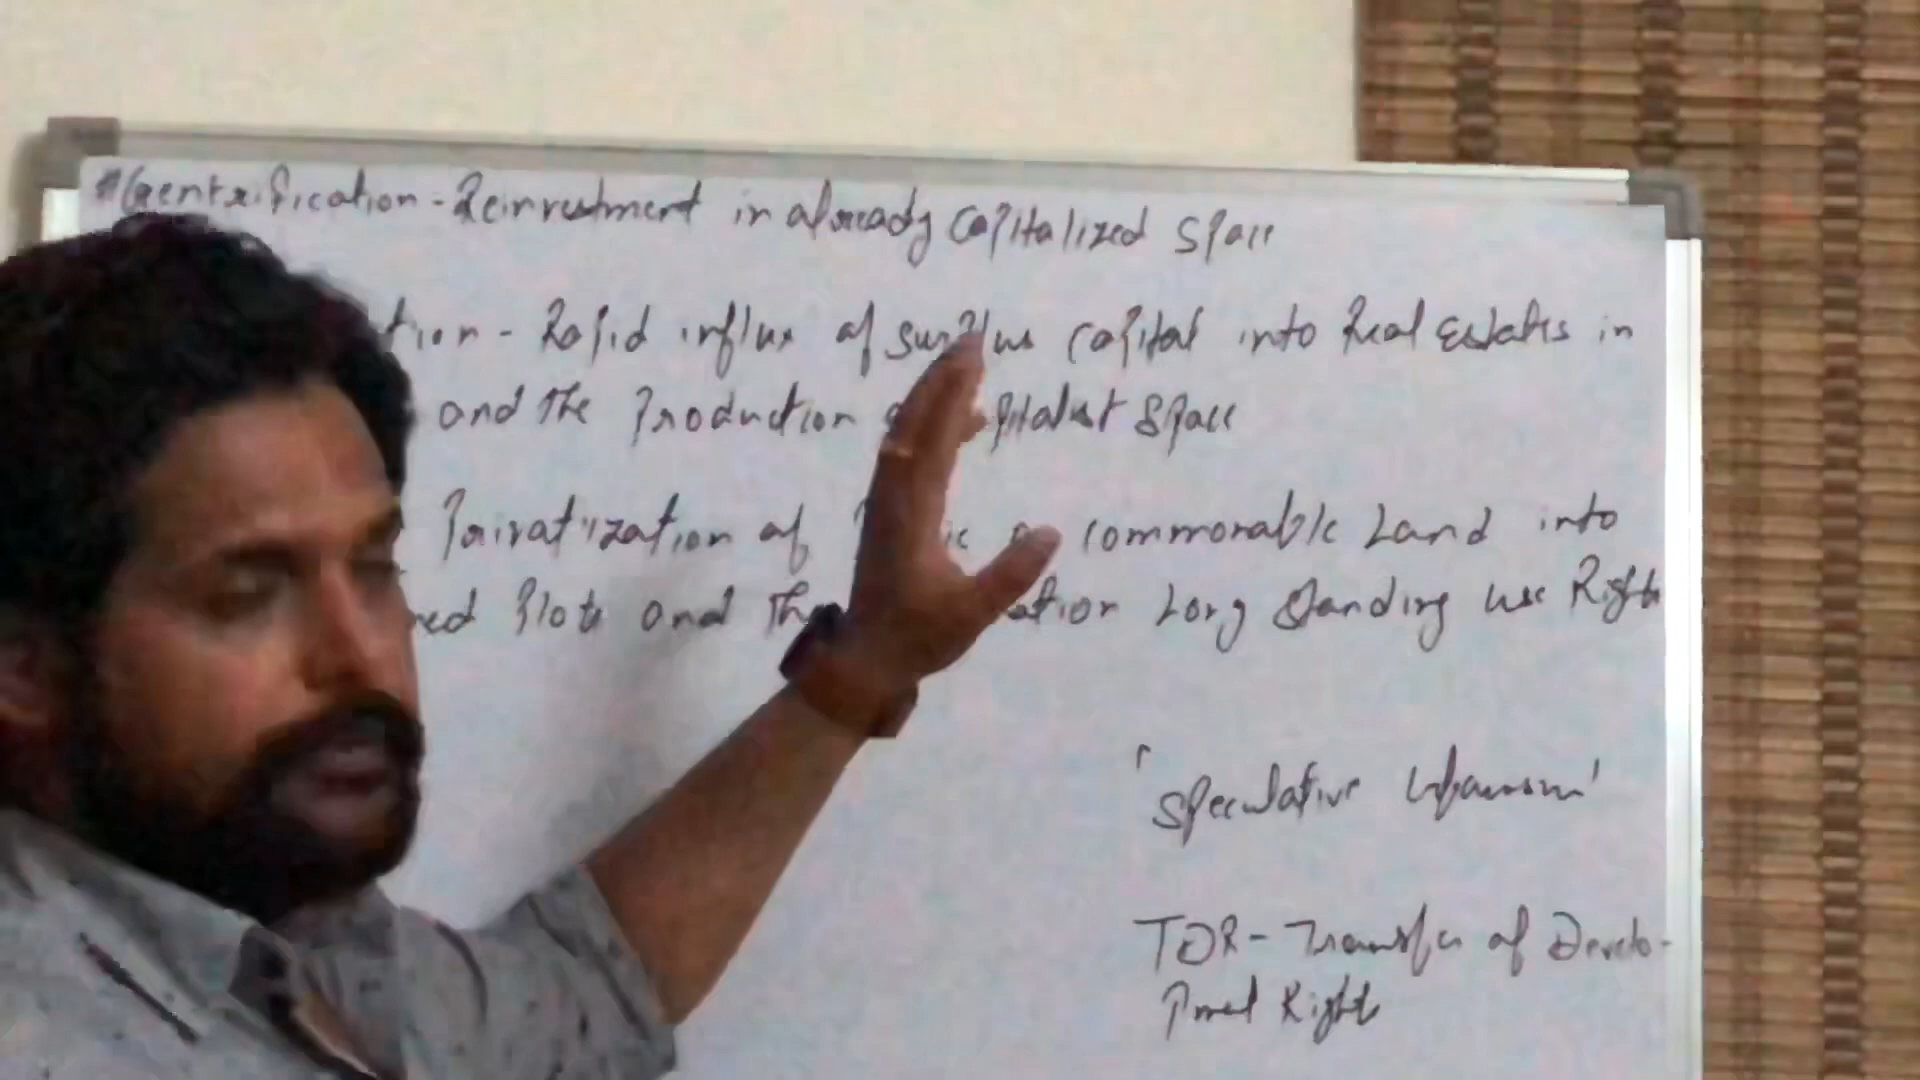 #Gentrification - Reinvestment in already capitalized space
tion - Rapid influx of surplus capital into Real Estates in
and the Production capitalist space
Privatization of commonable Land into
ned Plots and the ation Long standing use Rights
'speculative urbanism'
TDR - Transfer of Develo-
pment Right